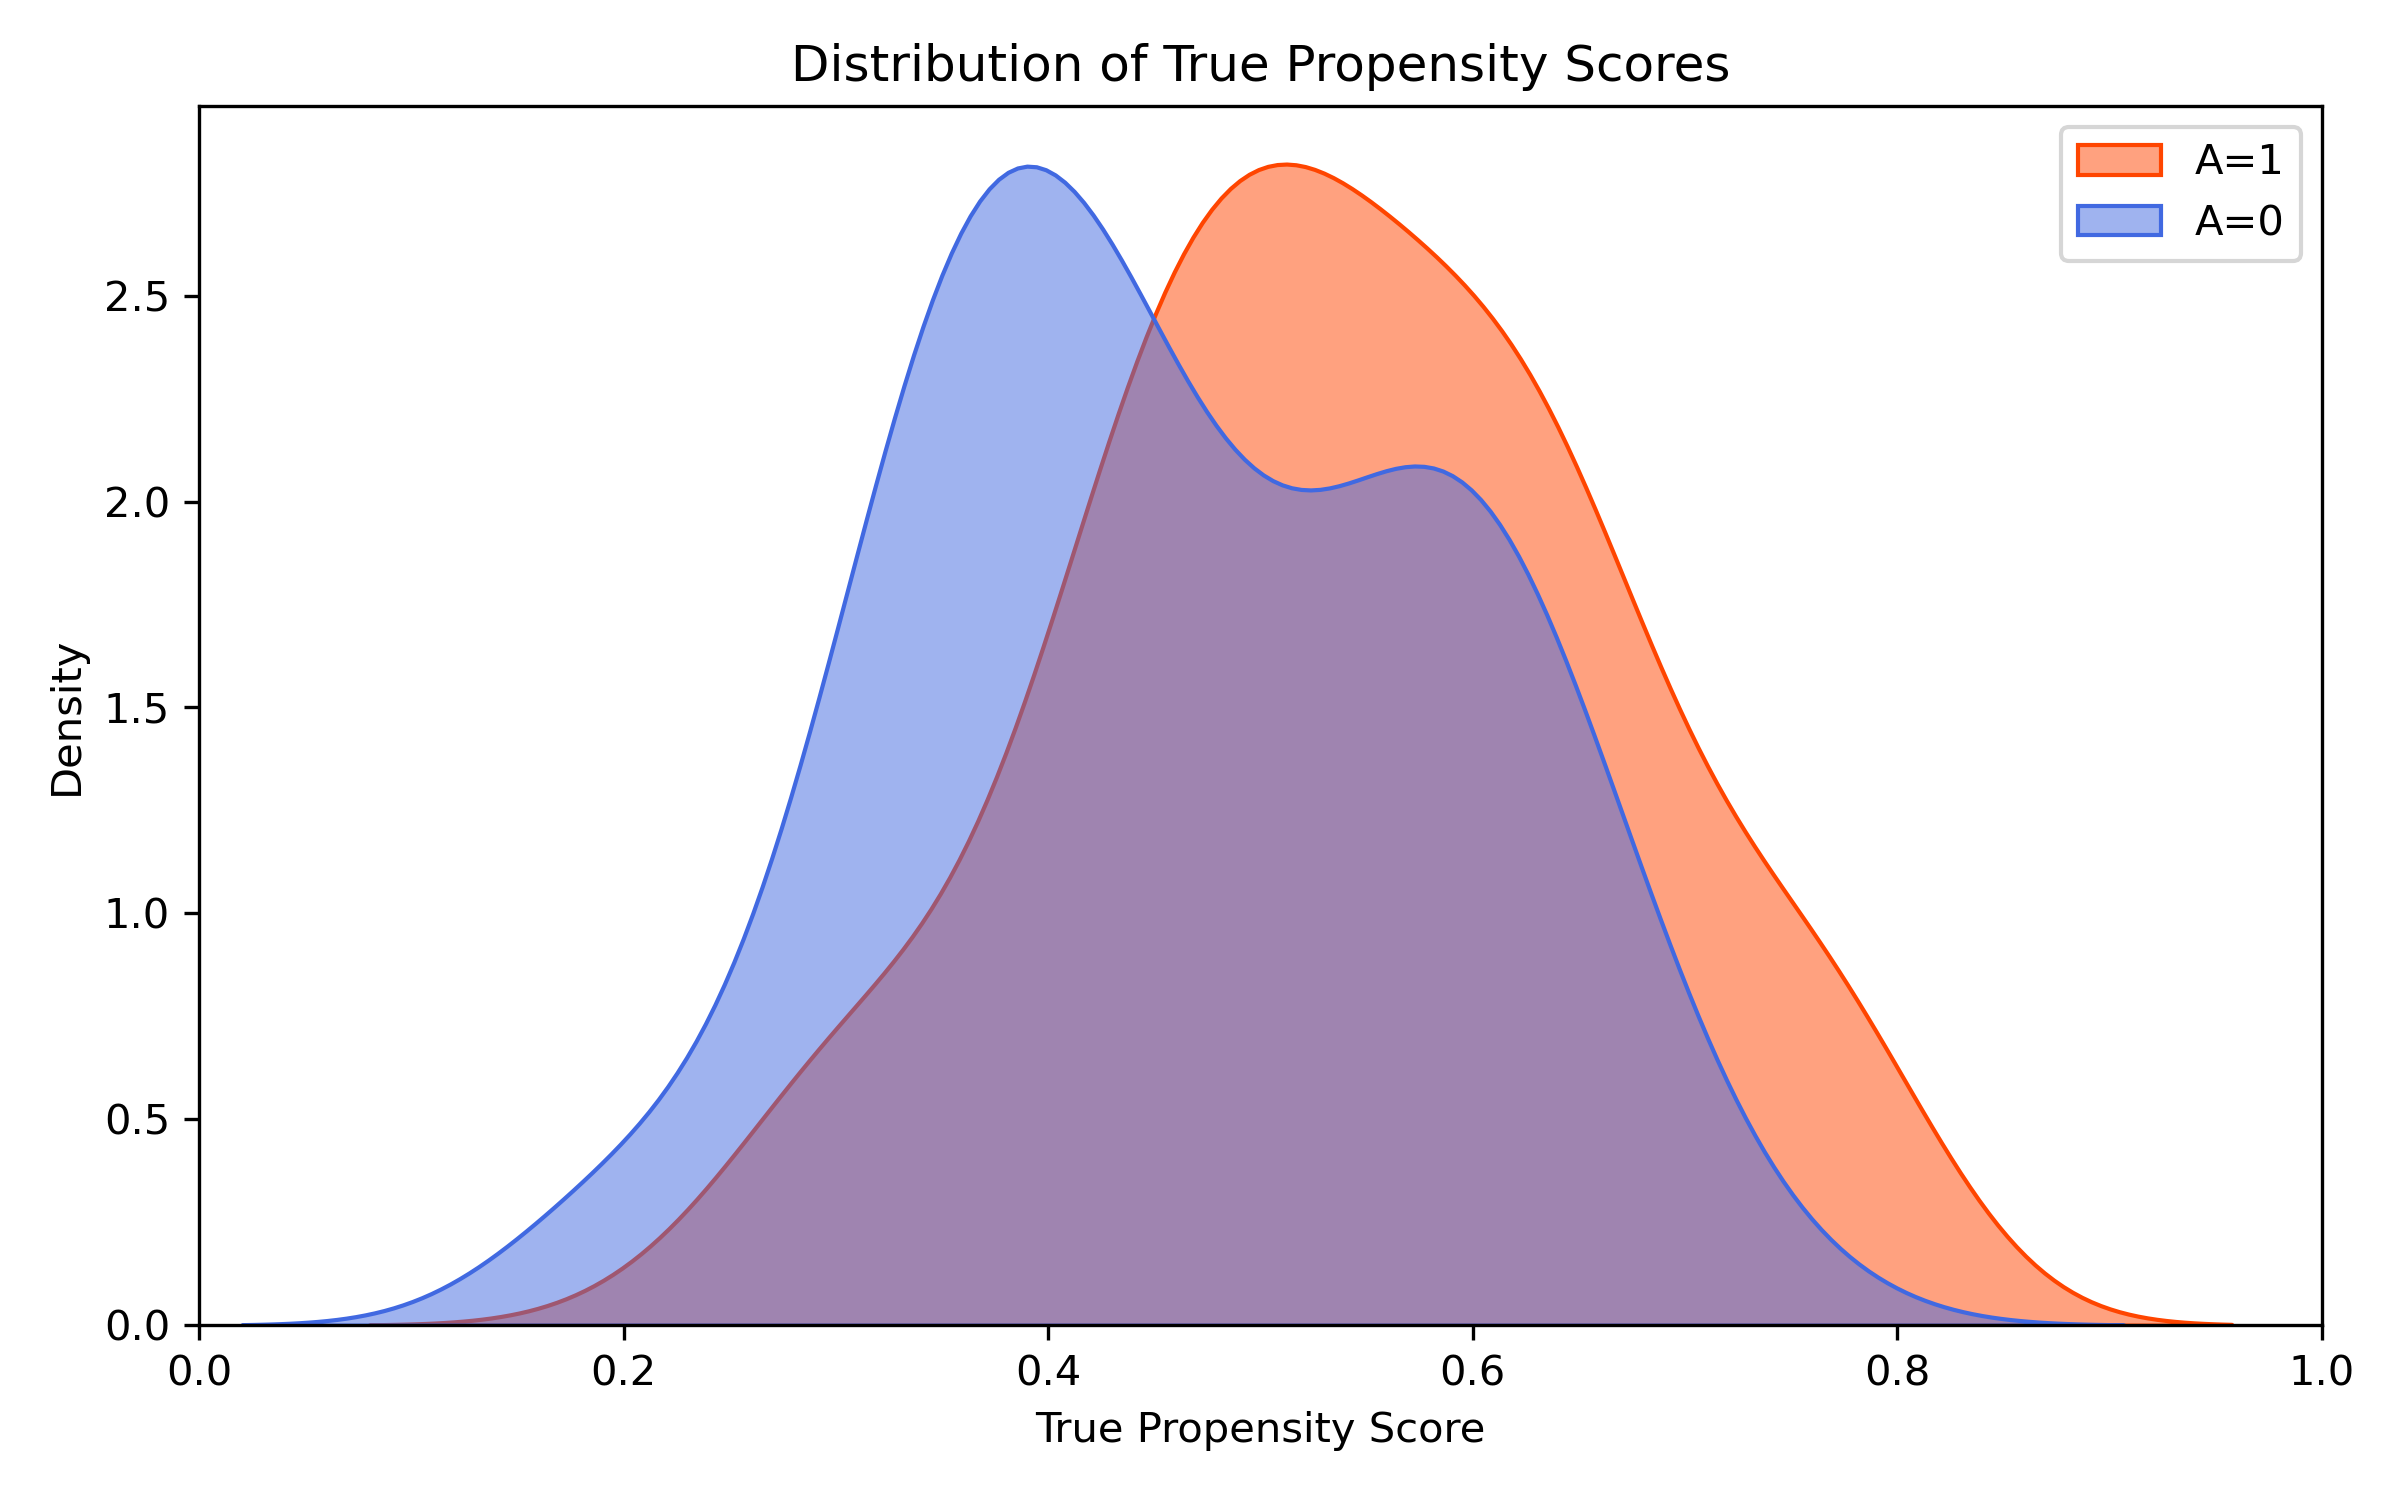 Distribution of True Propensity Scores
A=1
A=0
Density
2.5
2.0
1.5
1.0
0.5
0.0
0.0 0.2 0.4 0.6 0.8 1.0
True Propensity Score